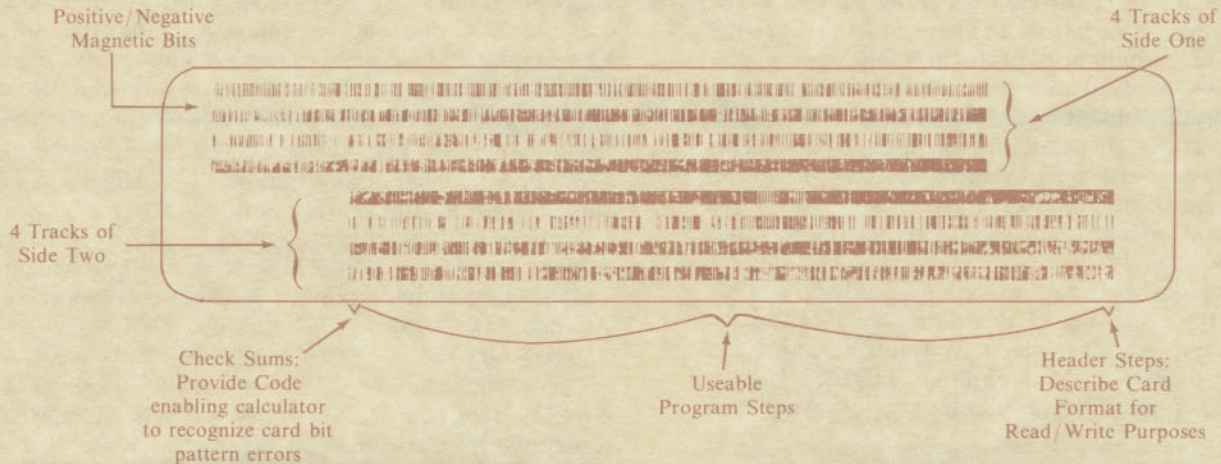 Positive/Negative
Magnetic Bits
4 Tracks of
Side One
4 Tracks of
Side Two
Check Sums:
Provide Code
enabling calculator
to recognize card bit
pattern errors
Useable
Program Steps
Header Steps:
Describe Card
Format for
Read/Write Purposes